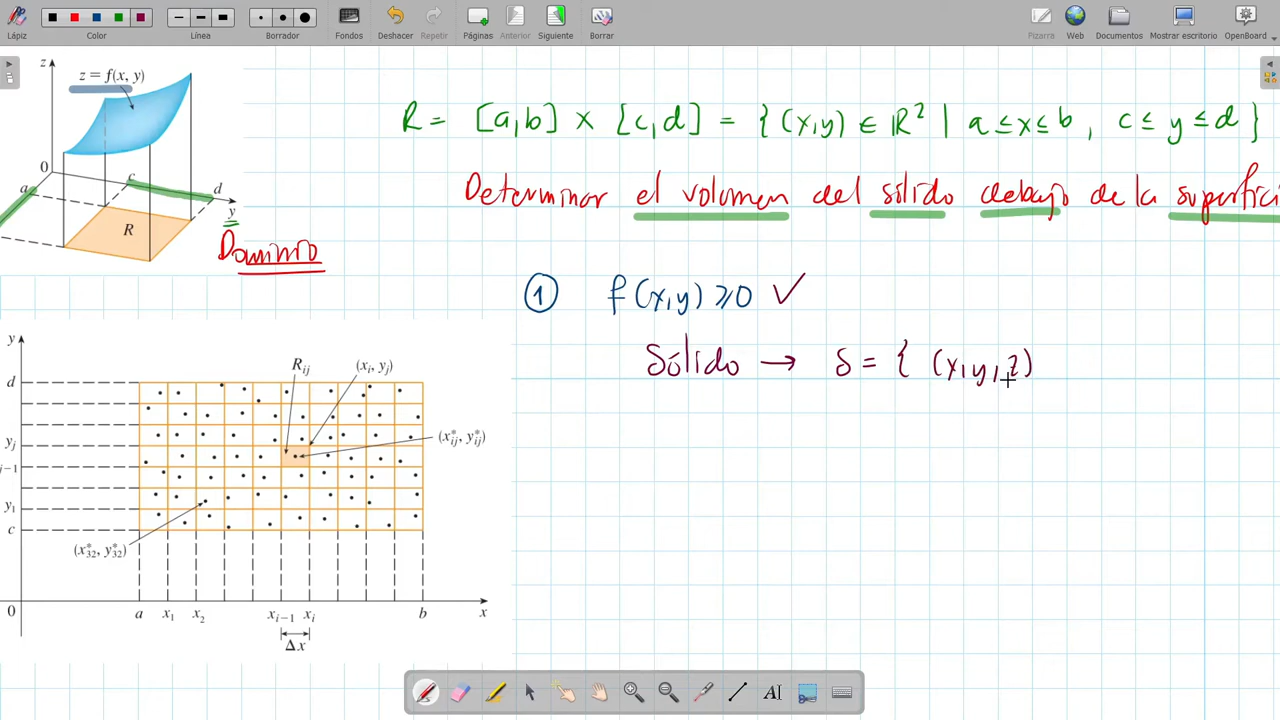 Lápiz Color Línea Borrador Fondos Deshacer Repetir Páginas Anterior Siguiente Borrar Pizarra Web Documentos Mostrar escritorio OpenBoard
z
z = f(x, y)
0
a
c
d
y
R
Dominio
R = [a,b] x [c,d] = { (x,y) ∈ ℝ² | a ≤ x ≤ b , c ≤ y ≤ d }
Determinar el volumen del sólido debajo de la superfici
① f(x,y) ⩾ 0 ✓
Sólido → S = { (x,y,z)
y
d
R_ij
(x_i, y_j)
y_j
(x*_ij, y*_ij)
j−1
y_1
c
(x*_32, y*_32)
0 a x_1 x_2 x_{i−1} x_i b x
Δx